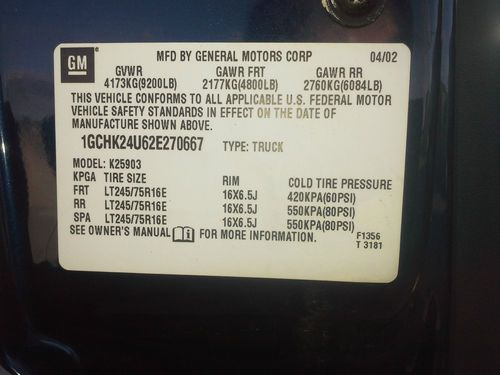 GM
MFD BY GENERAL MOTORS CORP 04/02
GVWR GAWR FRT GAWR RR
4173KG(9200LB) 2177KG(4800LB) 2760KG(6084LB)
THIS VEHICLE CONFORMS TO ALL APPLICABLE U.S. FEDERAL MOTOR
VEHICLE SAFETY STANDARDS IN EFFECT ON THE DATE OF
MANUFACTURE SHOWN ABOVE.
1GCHK24U62E270667 TYPE: TRUCK
MODEL: K25903
KPGA TIRE SIZE RIM COLD TIRE PRESSURE
FRT LT245/75R16E 16X6.5J 420KPA(60PSI)
RR LT245/75R16E 16X6.5J 550KPA(80PSI)
SPA LT245/75R16E 16X6.5J 550KPA(80PSI)
SEE OWNER'S MANUAL FOR MORE INFORMATION. F1356
T 3181